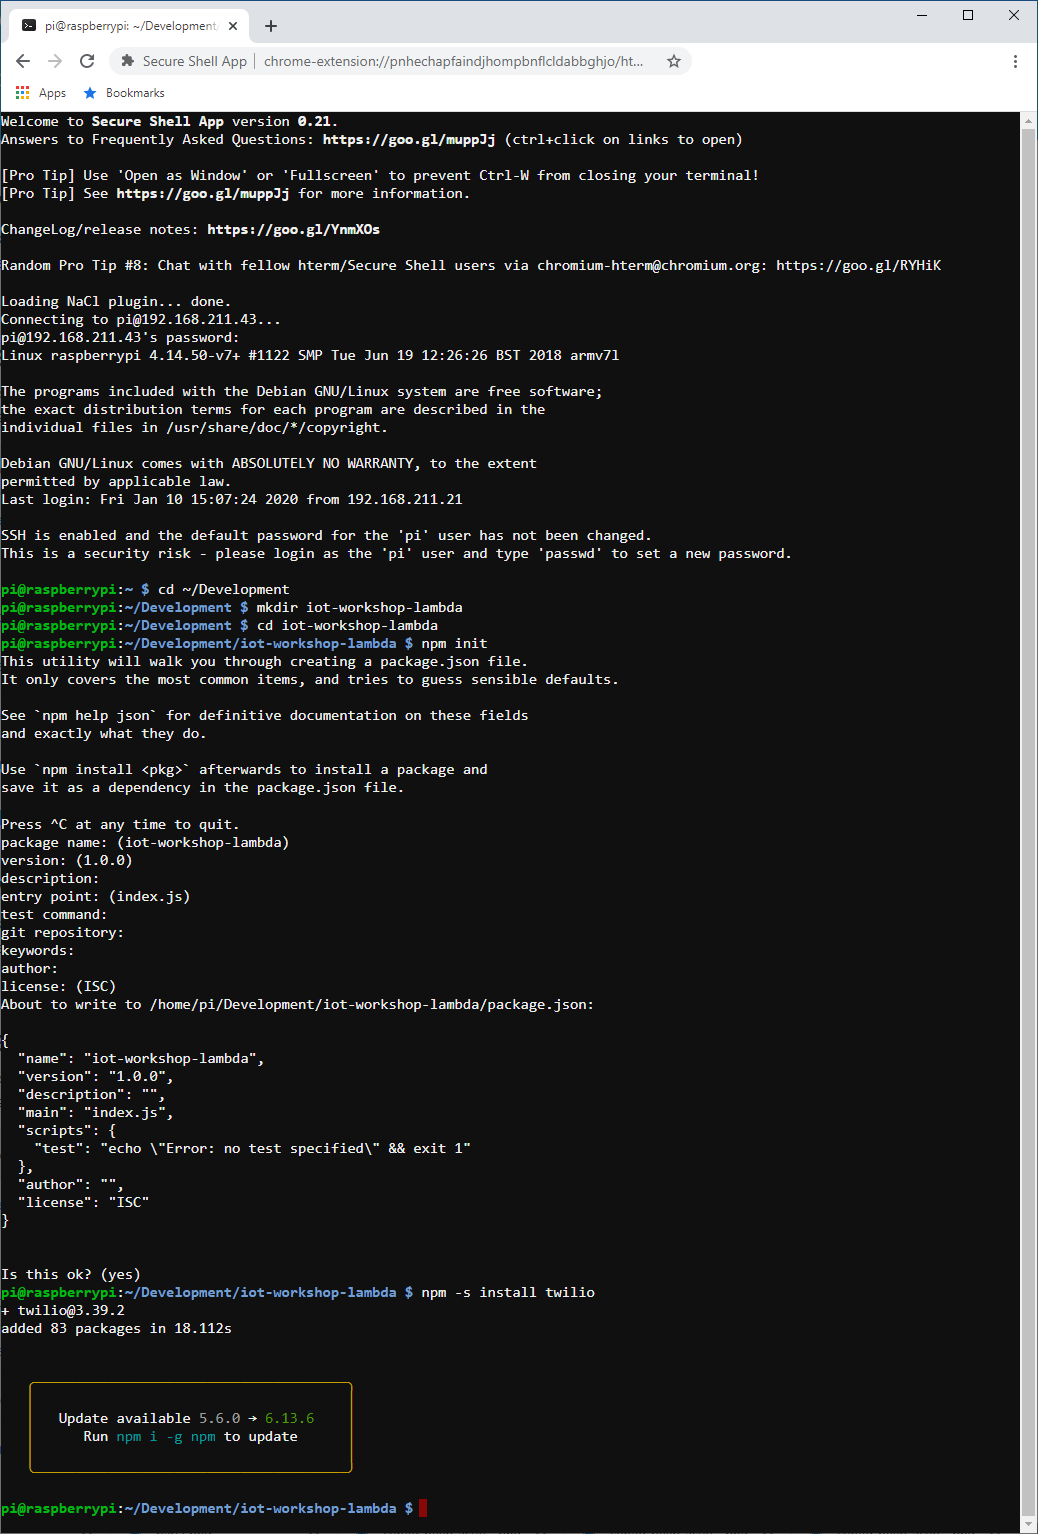 pi@raspberrypi: ~/Development
Secure Shell App | chrome-extension://pnhechapfaindjhompbnflcldabbghjo/ht...
Apps Bookmarks
Welcome to Secure Shell App version 0.21.
Answers to Frequently Asked Questions: https://goo.gl/muppJj (ctrl+click on links to open)
[Pro Tip] Use 'Open as Window' or 'Fullscreen' to prevent Ctrl-W from closing your terminal!
[Pro Tip] See https://goo.gl/muppJj for more information.
ChangeLog/release notes: https://goo.gl/YnmXOs
Random Pro Tip #8: Chat with fellow hterm/Secure Shell users via chromium-hterm@chromium.org: https://goo.gl/RYHiK
Loading NaCl plugin... done.
Connecting to pi@192.168.211.43...
pi@192.168.211.43's password:
Linux raspberrypi 4.14.50-v7+ #1122 SMP Tue Jun 19 12:26:26 BST 2018 armv7l
The programs included with the Debian GNU/Linux system are free software;
the exact distribution terms for each program are described in the
individual files in /usr/share/doc/*/copyright.
Debian GNU/Linux comes with ABSOLUTELY NO WARRANTY, to the extent
permitted by applicable law.
Last login: Fri Jan 10 15:07:24 2020 from 192.168.211.21
SSH is enabled and the default password for the 'pi' user has not been changed.
This is a security risk - please login as the 'pi' user and type 'passwd' to set a new password.
pi@raspberrypi:~ $ cd ~/Development
pi@raspberrypi:~/Development $ mkdir iot-workshop-lambda
pi@raspberrypi:~/Development $ cd iot-workshop-lambda
pi@raspberrypi:~/Development/iot-workshop-lambda $ npm init
This utility will walk you through creating a package.json file.
It only covers the most common items, and tries to guess sensible defaults.
See `npm help json` for definitive documentation on these fields
and exactly what they do.
Use `npm install <pkg>` afterwards to install a package and
save it as a dependency in the package.json file.
Press ^C at any time to quit.
package name: (iot-workshop-lambda)
version: (1.0.0)
description:
entry point: (index.js)
test command:
git repository:
keywords:
author:
license: (ISC)
About to write to /home/pi/Development/iot-workshop-lambda/package.json:
{
"name": "iot-workshop-lambda",
"version": "1.0.0",
"description": "",
"main": "index.js",
"scripts": {
"test": "echo \"Error: no test specified\" && exit 1"
},
"author": "",
"license": "ISC"
}
Is this ok? (yes)
pi@raspberrypi:~/Development/iot-workshop-lambda $ npm -s install twilio
+ twilio@3.39.2
added 83 packages in 18.112s
Update available 5.6.0 → 6.13.6
Run npm i -g npm to update
pi@raspberrypi:~/Development/iot-workshop-lambda $